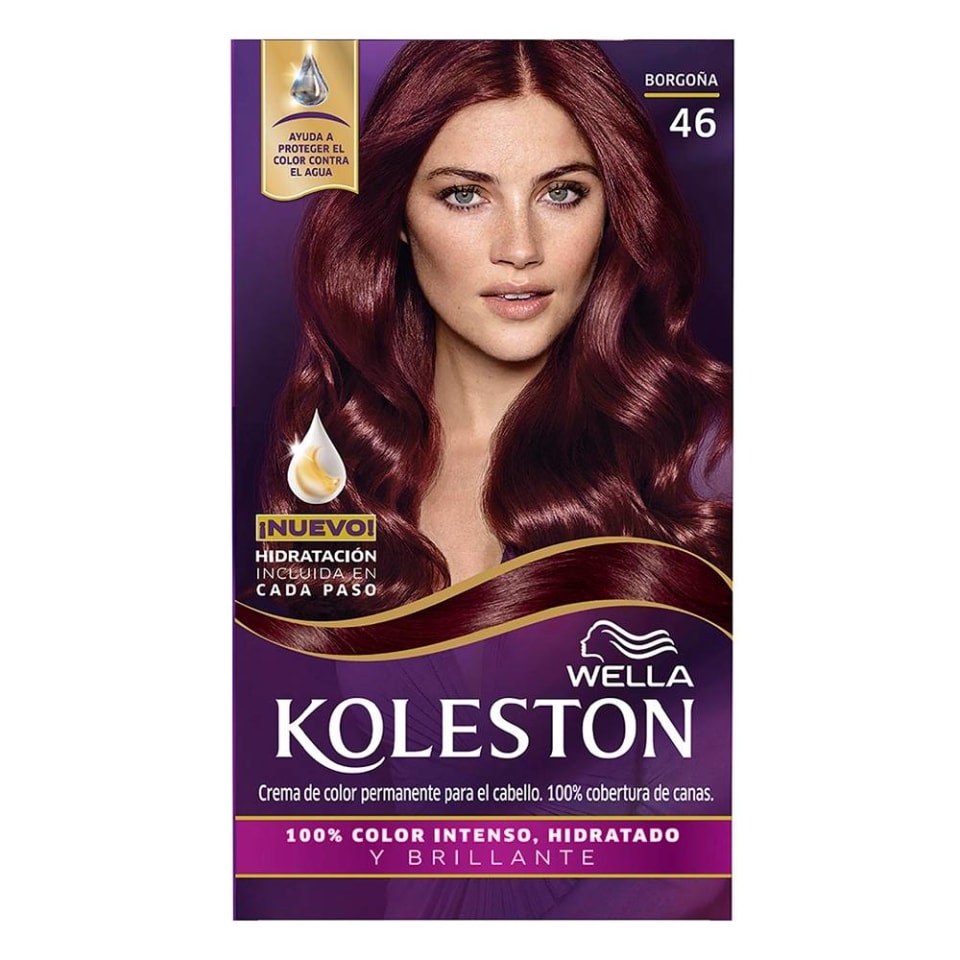 AYUDA A
PROTEGER EL
COLOR CONTRA
EL AGUA
BORGOÑA
46
¡NUEVO!
HIDRATACIÓN
INCLUIDA EN
CADA PASO
WELLA
KOLESTON
Crema de color permanente para el cabello. 100% cobertura de canas.
100% COLOR INTENSO, HIDRATADO
Y BRILLANTE